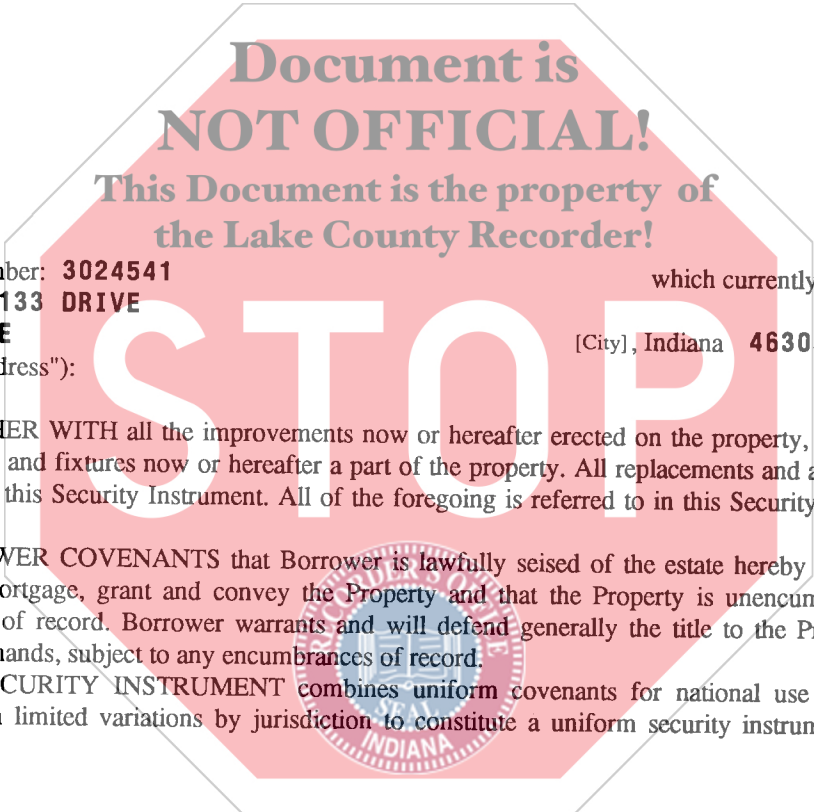 Document is
NOT OFFICIAL!
This Document is the property of
the Lake County Recorder!
ber: 3024541 which currently
133 DRIVE
E [City], Indiana 4630
dress"):
STOP
ER WITH all the improvements now or hereafter erected on the property,
and fixtures now or hereafter a part of the property. All replacements and a
this Security Instrument. All of the foregoing is referred to in this Security
WER COVENANTS that Borrower is lawfully seised of the estate hereby
ortgage, grant and convey the Property and that the Property is unencum
of record. Borrower warrants and will defend generally the title to the Pr
ands, subject to any encumbrances of record.
CURITY INSTRUMENT combines uniform covenants for national use
limited variations by jurisdiction to constitute a uniform security instrum
RECORDER'S OFFICE
SEAL
INDIANA